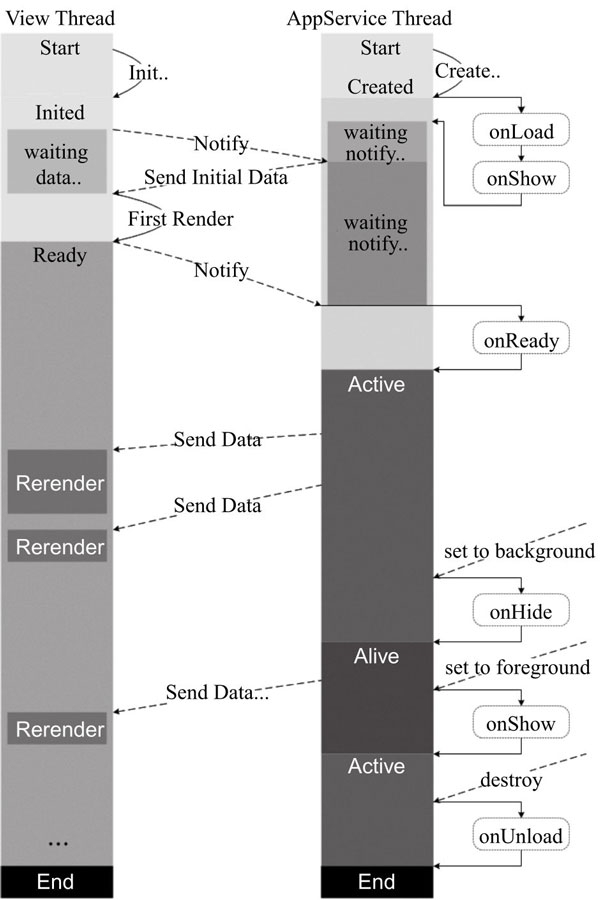 View Thread
AppService Thread
Start
Start
Init..
Create..
Created
Inited
onLoad
waiting
notify..
Notify
waiting
data..
Send Initial Data
onShow
First Render
waiting
notify..
Ready
Notify
onReady
Active
Send Data
Rerender
Send Data
Rerender
set to background
onHide
Alive
set to foreground
Send Data...
onShow
Rerender
Active
destroy
onUnload
...
End
End